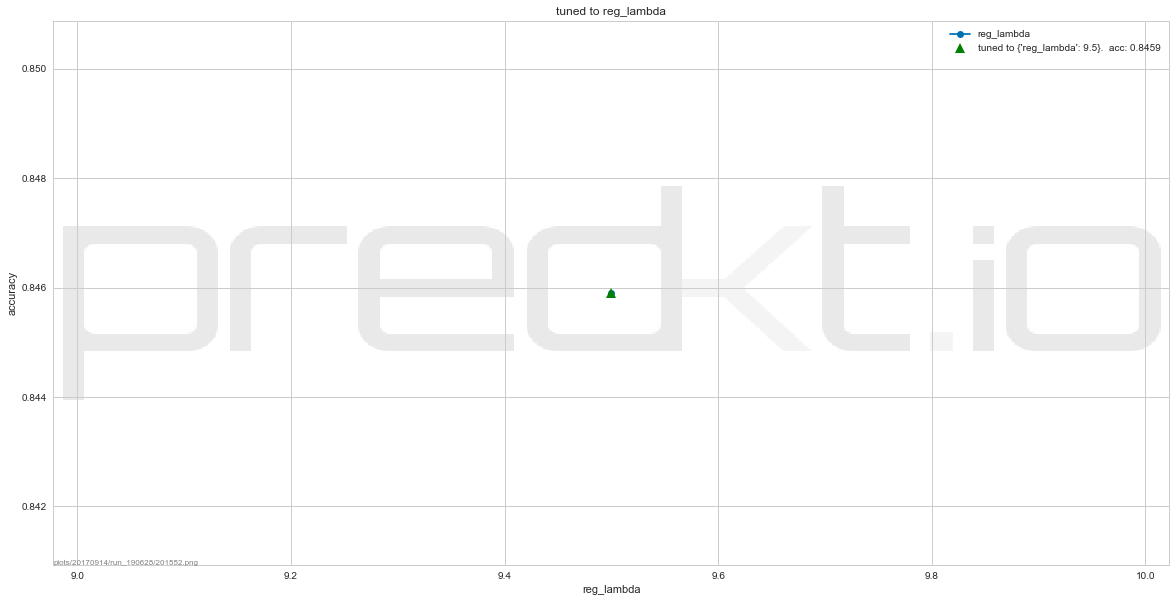 tuned to reg_lambda
reg_lambda
tuned to {'reg_lambda': 9.5}.  acc: 0.8459
0.850
0.848
0.846
0.844
0.842
accuracy
predkt.io
plots/20170914/run_190628/201552.png
9.0 9.2 9.4 9.6 9.8 10.0
reg_lambda